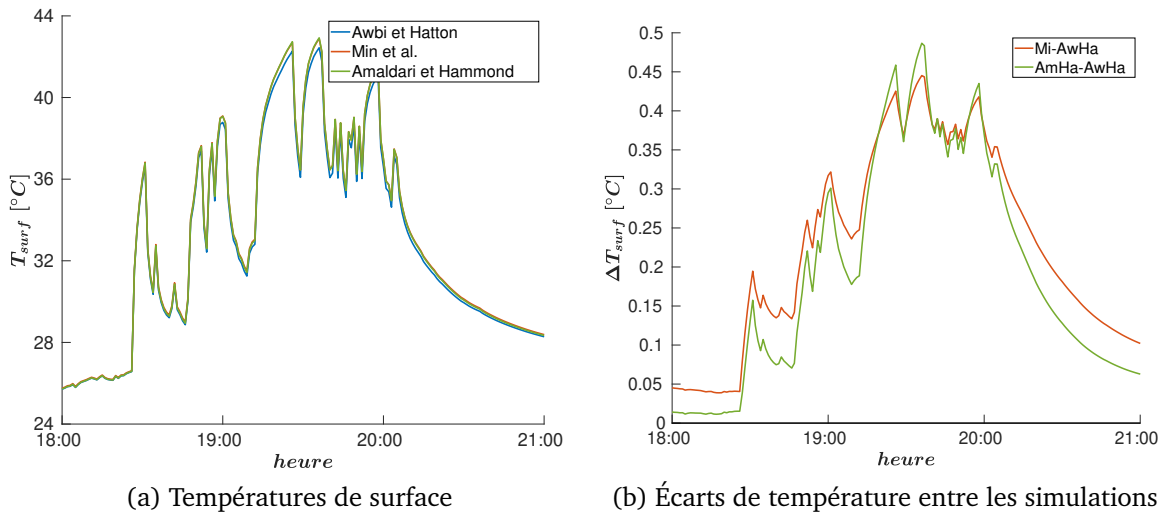 44
40
36
32
28
24
18:00
19:00
20:00
21:00
T_surf [°C]
heure
Awbi et Hatton
Min et al.
Amaldari et Hammond
(a) Températures de surface
0.5
0.45
0.4
0.35
0.3
0.25
0.2
0.15
0.1
0.05
0
18:00
19:00
20:00
21:00
ΔT_surf [°C]
heure
Mi-AwHa
AmHa-AwHa
(b) Écarts de température entre les simulations